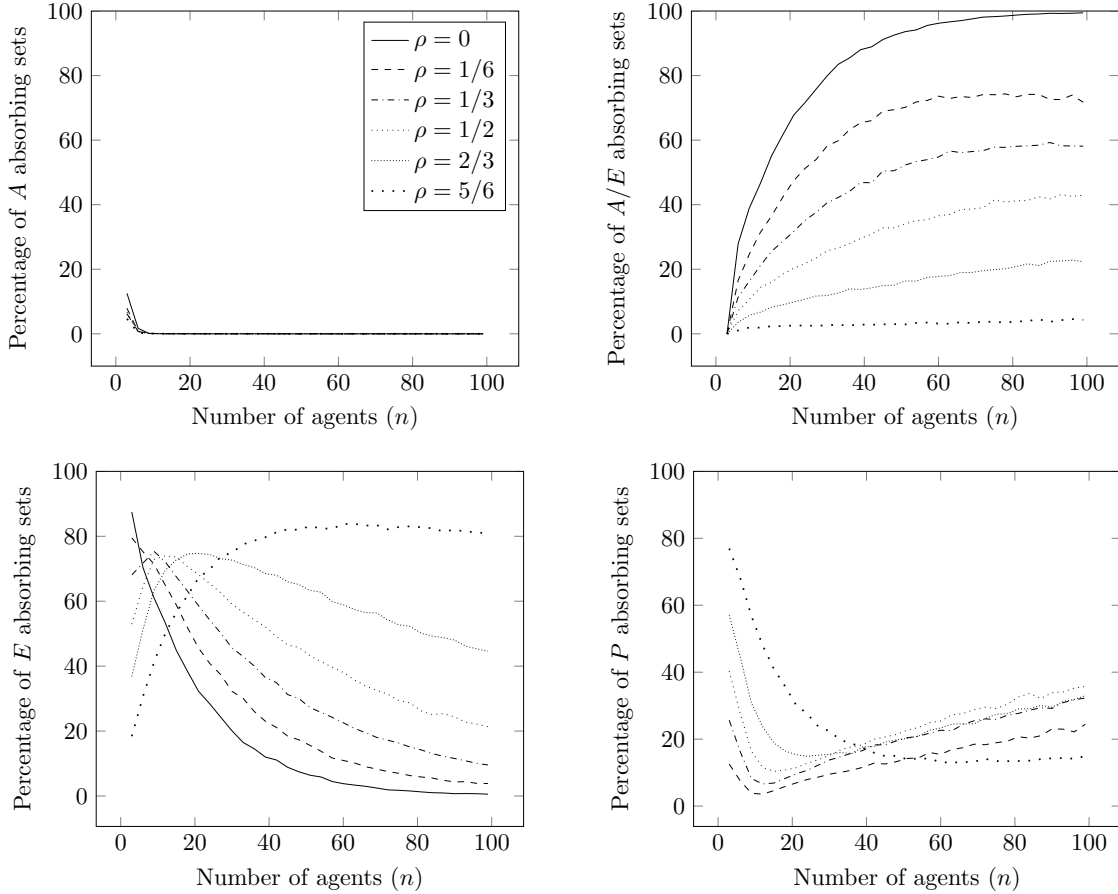 Percentage of A absorbing sets
100
80
60
40
20
0
0 20 40 60 80 100
Number of agents (n)
ρ = 0
ρ = 1/6
ρ = 1/3
ρ = 1/2
ρ = 2/3
ρ = 5/6
Percentage of A/E absorbing sets
100
80
60
40
20
0
0 20 40 60 80 100
Number of agents (n)
Percentage of E absorbing sets
100
80
60
40
20
0
0 20 40 60 80 100
Number of agents (n)
Percentage of P absorbing sets
100
80
60
40
20
0
0 20 40 60 80 100
Number of agents (n)